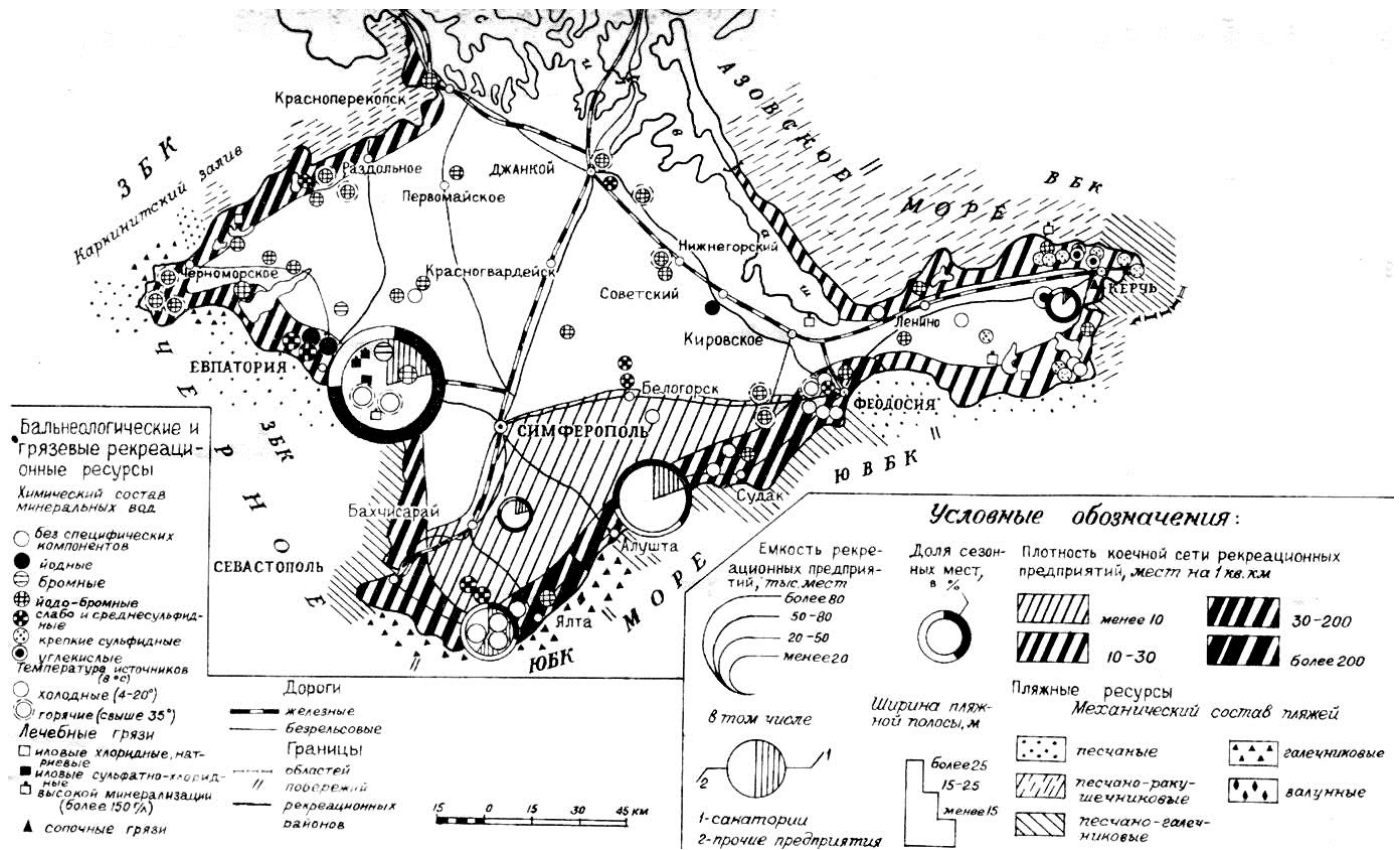 Красноперекопск
АЗОВСКОЕ
МОРЕ
ЗБК
Каркинитский залив
Раздольное
ДЖАНКОЙ
Первомайское
ВБК
Нижнегорский
Черноморское
Красногвардейск
Советский
КЕРЧЬ
Ленино
Кировское
ЕВПАТОРИЯ
Белогорск
ФЕОДОСИЯ
СИМФЕРОПОЛЬ
ЗБК
ЮВБК
Судак
Бахчисарай
Алушта
СЕВАСТОПОЛЬ
Ялта
ЮБК
ЧЕРНОЕ
МОРЕ
Бальнеологические и
грязевые рекреаци-
онные ресурсы
Химический состав
минеральных вод
без специфических
компонентов
йодные
бромные
йодо-бромные
слабо и среднесульфид-
ные
крепкие сульфидные
углекислые
Температура источников
(в °С)
холодные (4-20°)
горячие (свыше 35°)
Лечебные грязи
иловые хлоридные, нат-
риевые
иловые сульфатно-хлорид-
ные
высокой минерализации
(более 150 г/л)
сопочные грязи
Дороги
железные
безрельсовые
Границы
областей
побережий
рекреационных
районов
15 0 15 30 45 км
Условные обозначения:
Емкость рекре-
ационных предприя-
тий, тыс. мест
более 80
50-80
20-50
менее 20
в том числе
1
2
1-санатории
2-прочие предприятия
Доля сезон-
ных мест,
в %
Ширина пляж-
ной полосы, м
более 25
15-25
менее 15
Плотность коечной сети рекреационных
предприятий, мест на 1 кв. км
менее 10
30-200
10-30
более 200
Пляжные ресурсы
Механический состав пляжей
песчаные
галечниковые
песчано-раку-
шечниковые
валунные
песчано-галеч-
никовые